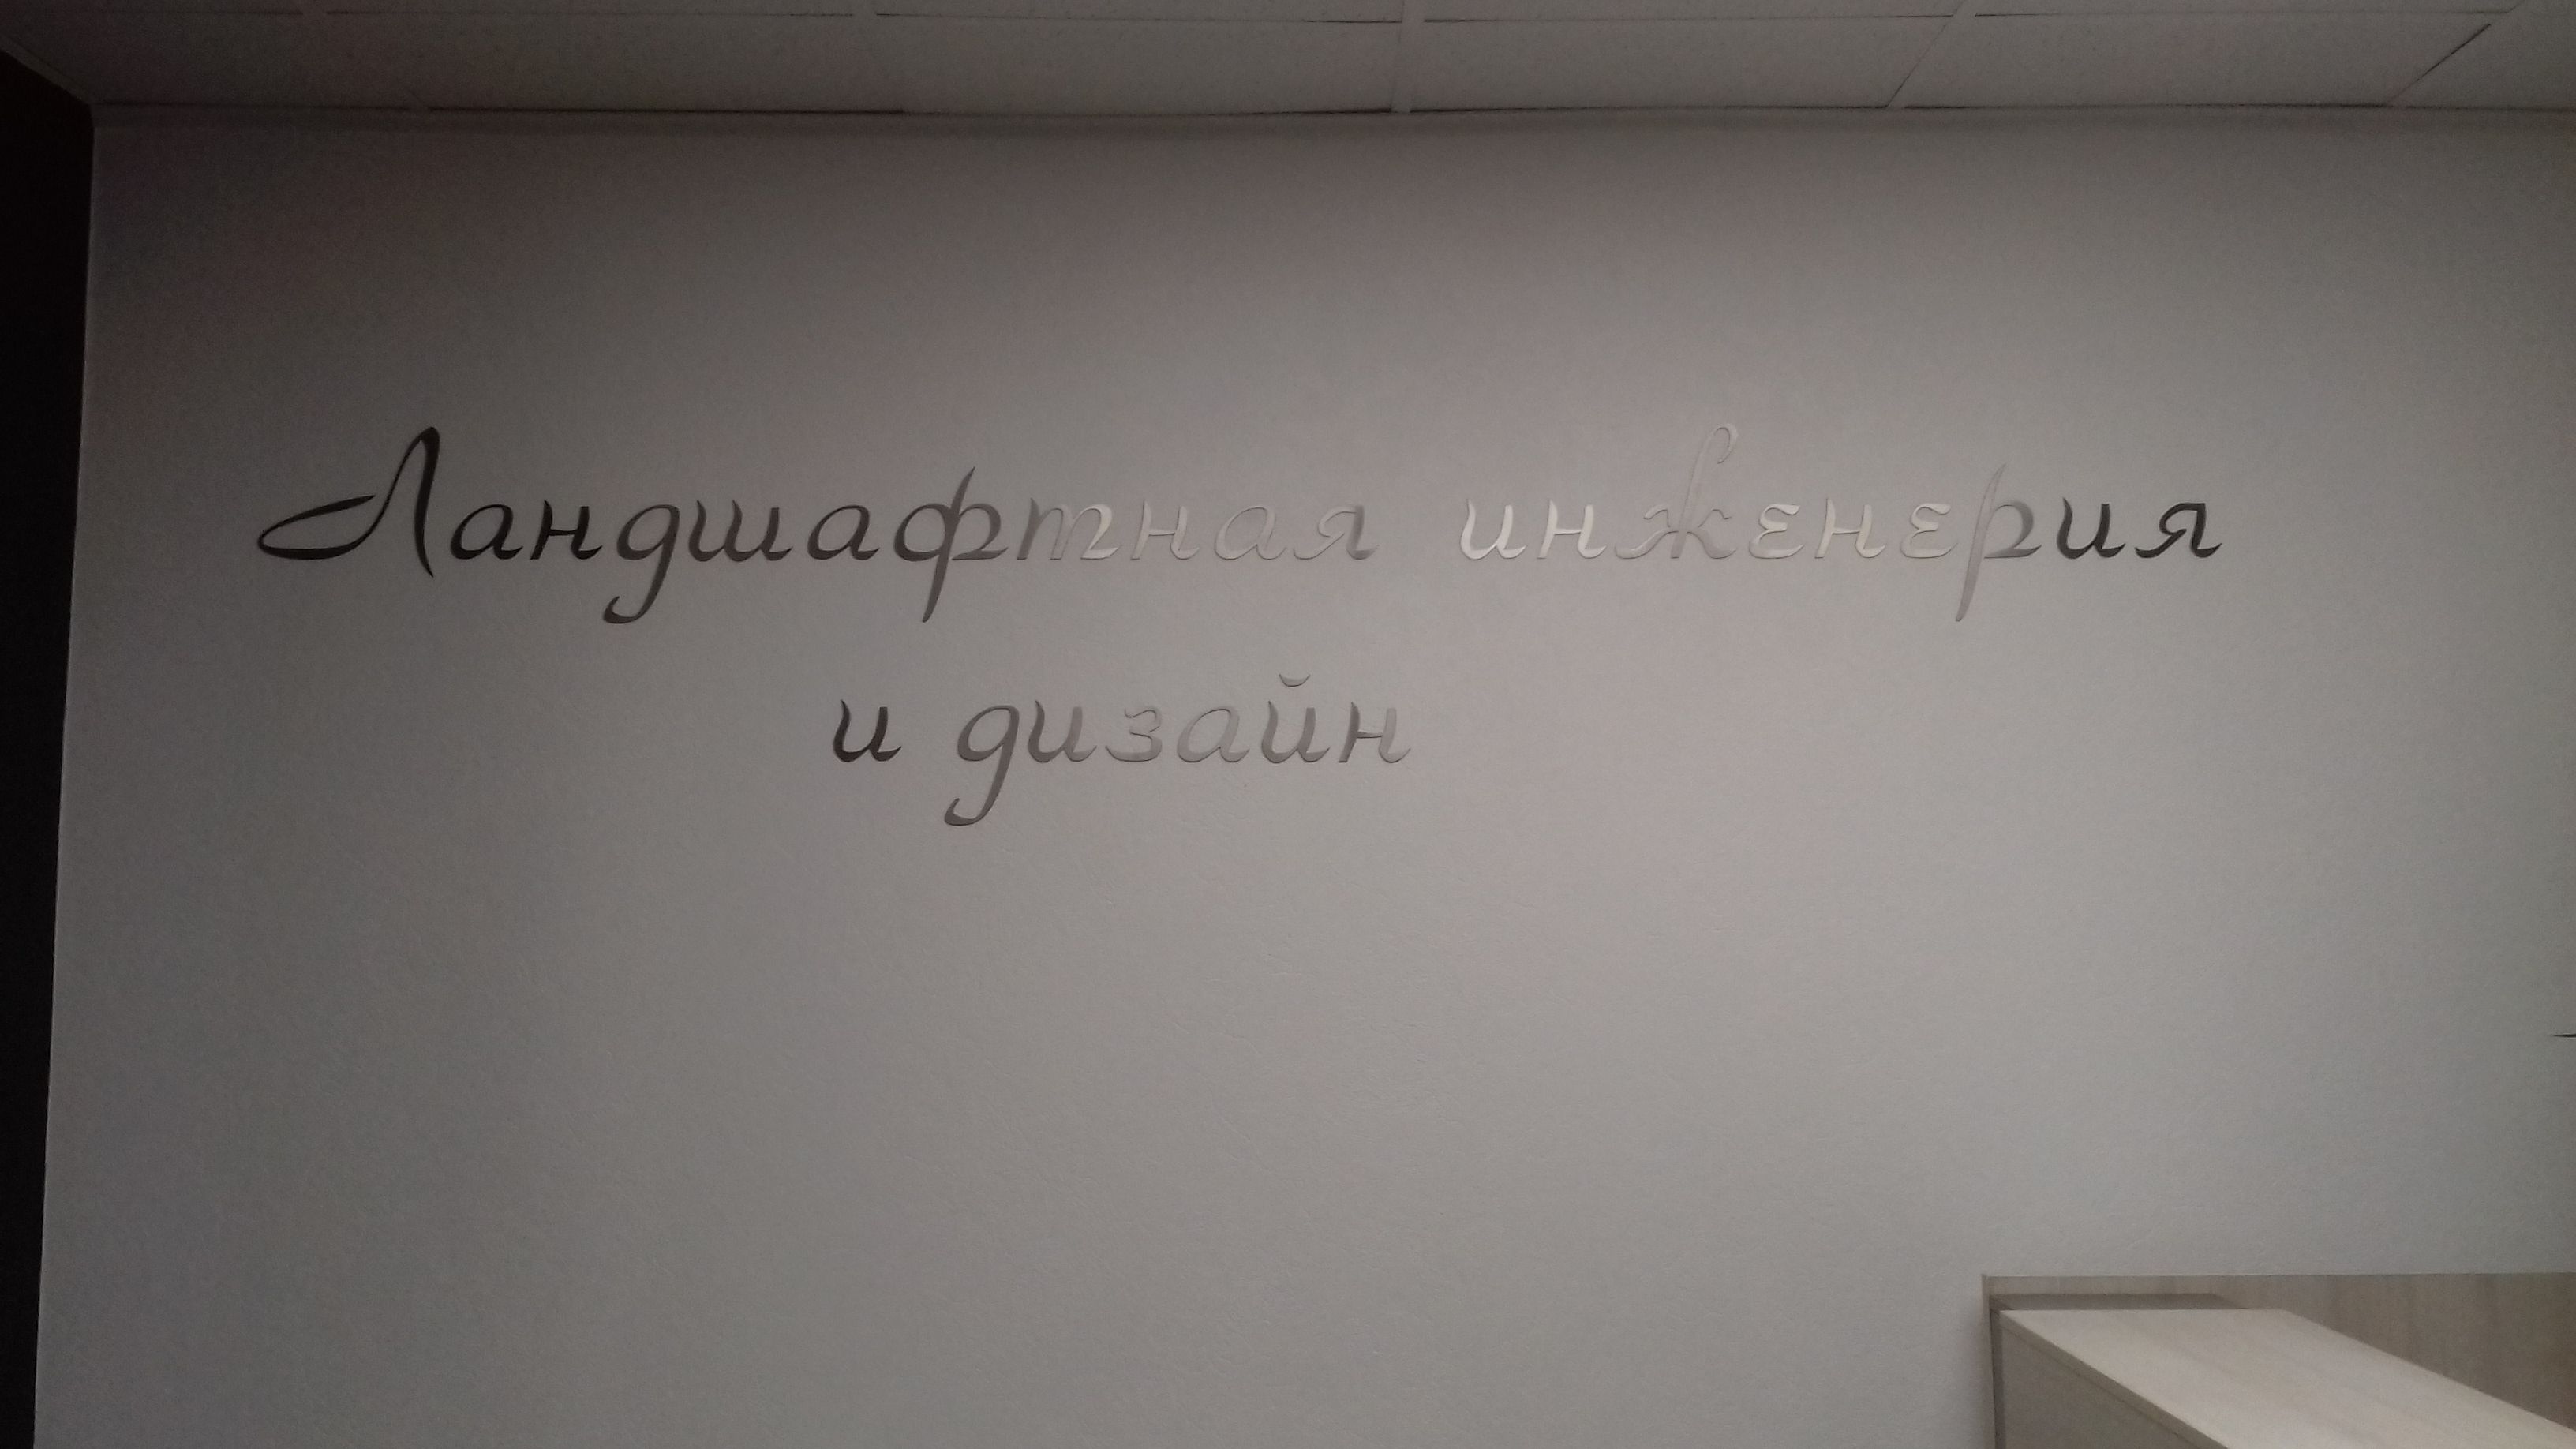 Ландшафтная инженерия
и дизайн